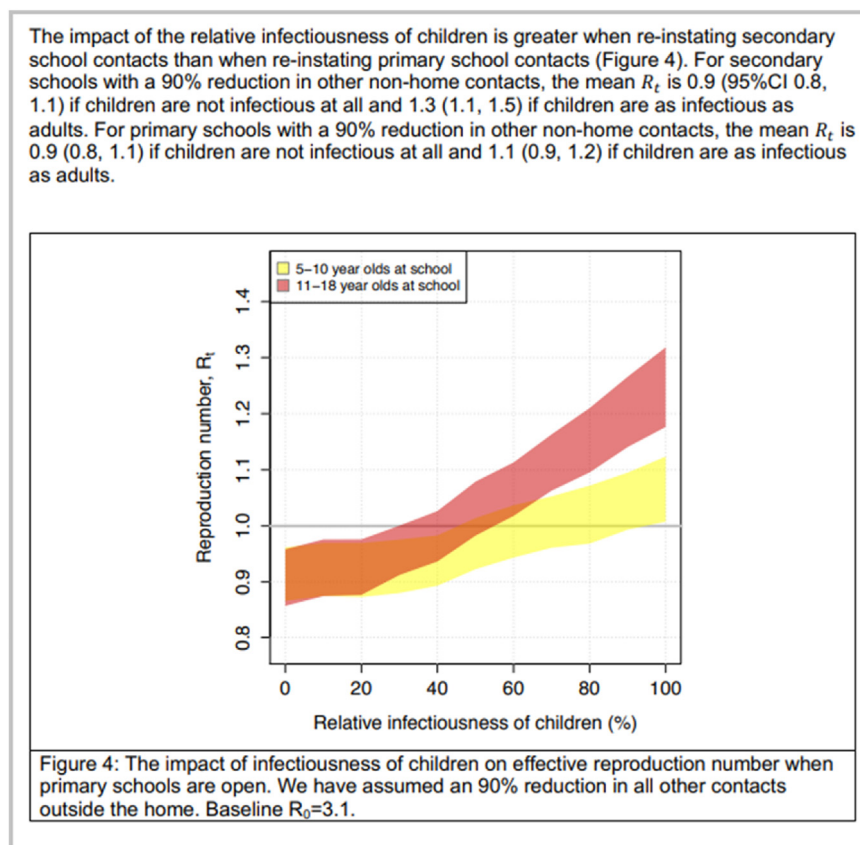 The impact of the relative infectiousness of children is greater when re-instating secondary
school contacts than when re-instating primary school contacts (Figure 4). For secondary
schools with a 90% reduction in other non-home contacts, the mean Rₜ is 0.9 (95%CI 0.8,
1.1) if children are not infectious at all and 1.3 (1.1, 1.5) if children are as infectious as
adults. For primary schools with a 90% reduction in other non-home contacts, the mean Rₜ is
0.9 (0.8, 1.1) if children are not infectious at all and 1.1 (0.9, 1.2) if children are as infectious
as adults.
5–10 year olds at school
11–18 year olds at school
Reproduction number, Rₜ
1.4
1.3
1.2
1.1
1.0
0.9
0.8
0 20 40 60 80 100
Relative infectiousness of children (%)
Figure 4: The impact of infectiousness of children on effective reproduction number when
primary schools are open. We have assumed an 90% reduction in all other contacts
outside the home. Baseline R₀=3.1.